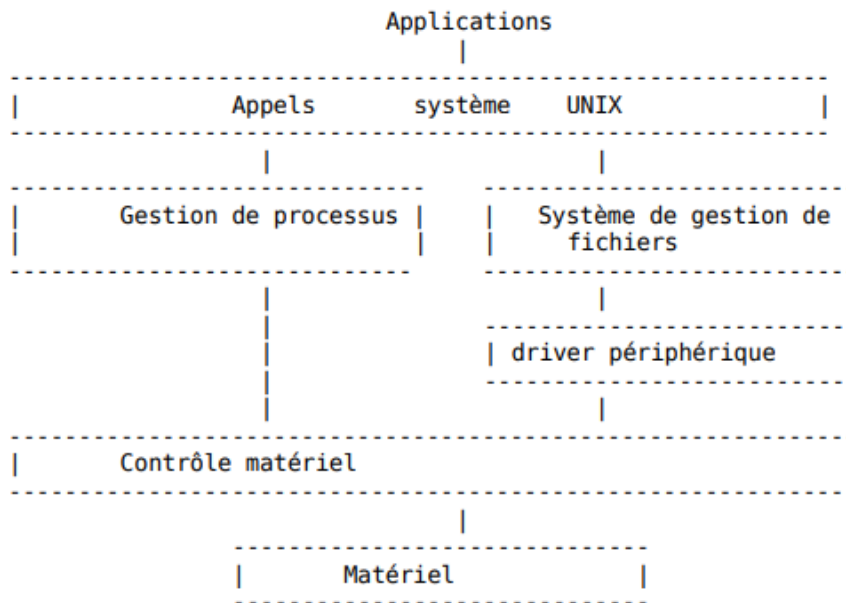 Applications
Appels système UNIX
Gestion de processus
Système de gestion de
fichiers
driver périphérique
Contrôle matériel
Matériel